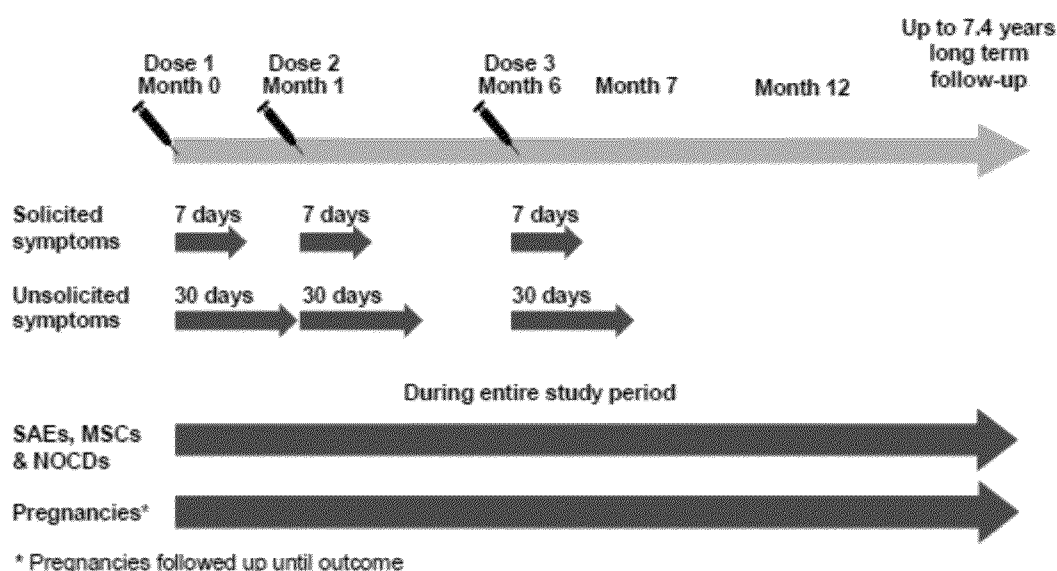 Up to 7.4 years
long term
follow-up
Dose 1
Month 0
Dose 2
Month 1
Dose 3
Month 6
Month 7
Month 12
Solicited
symptoms
7 days
7 days
7 days
Unsolicited
symptoms
30 days
30 days
30 days
During entire study period
SAEs, MSCs
& NOCDs
Pregnancies*
* Pregnancies followed up until outcome